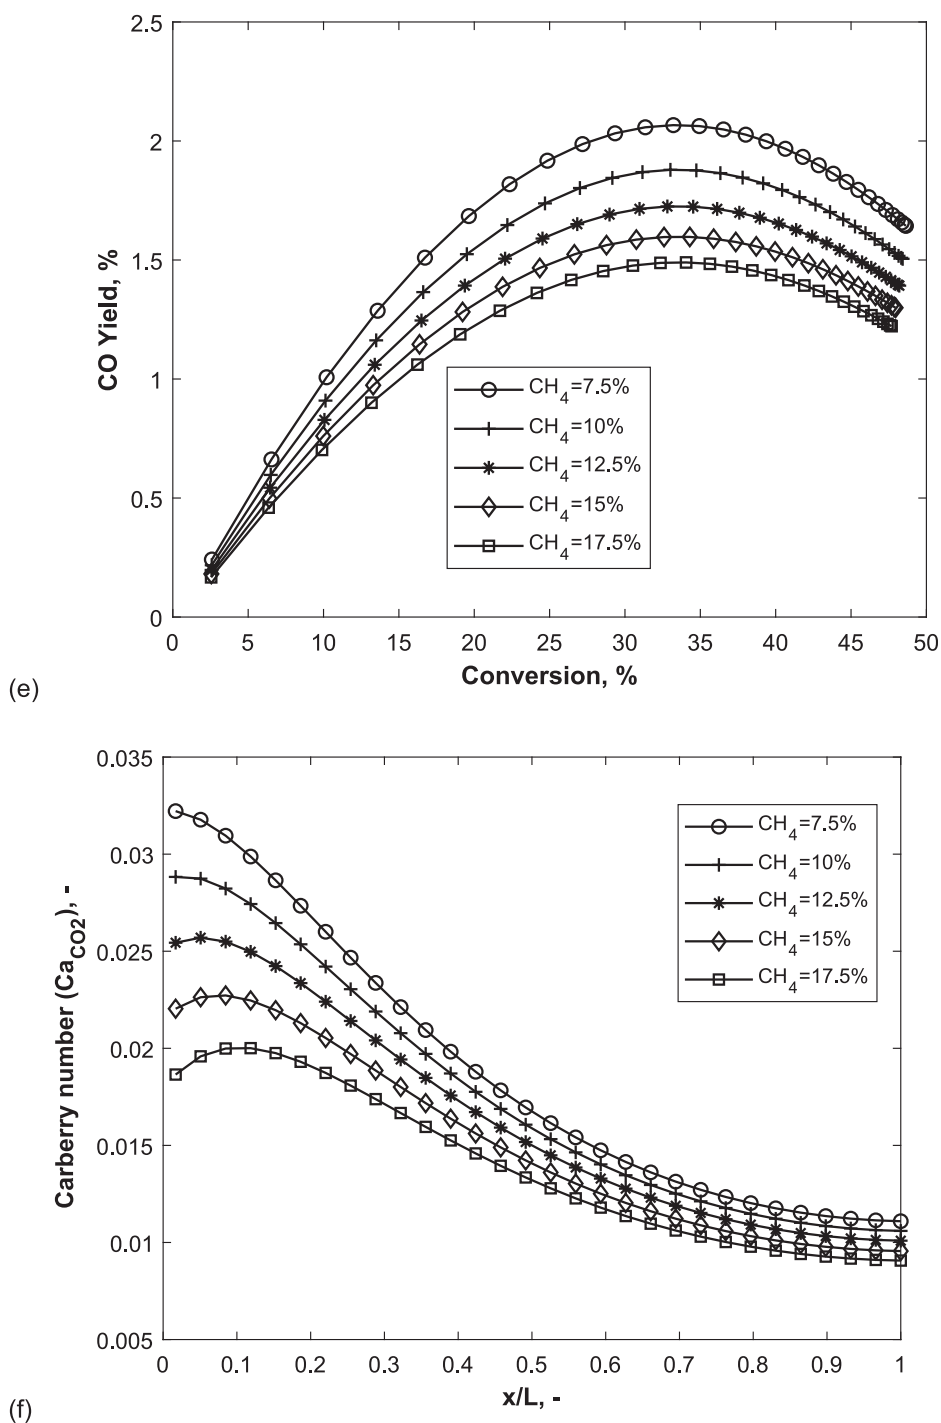 2.5
2
1.5
1
0.5
0
CO Yield, %
CH4=7.5%
CH4=10%
CH4=12.5%
CH4=15%
CH4=17.5%
0 5 10 15 20 25 30 35 40 45 50
Conversion, %
(e)
0.035
0.03
0.025
0.02
0.015
0.01
0.005
Carberry number (CaCO2), -
CH4=7.5%
CH4=10%
CH4=12.5%
CH4=15%
CH4=17.5%
0 0.1 0.2 0.3 0.4 0.5 0.6 0.7 0.8 0.9 1
x/L, -
(f)